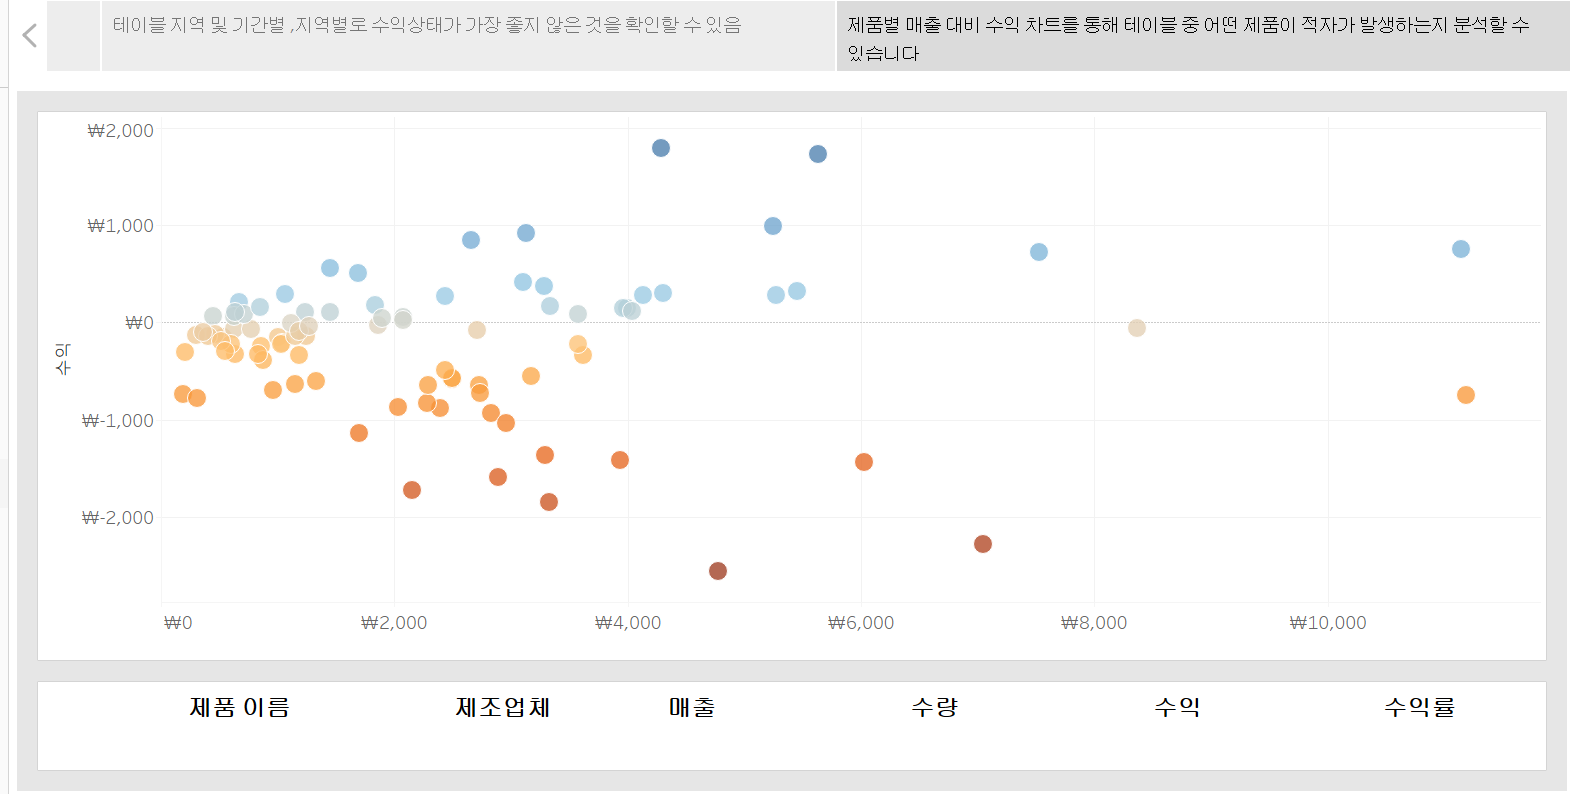 테이블 지역 및 기간별 ,지역별로 수익상태가 가장 좋지 않은 것을 확인할 수 있음
제품별 매출 대비 수익 차트를 통해 테이블 중 어떤 제품이 적자가 발생하는지 분석할 수
있습니다
₩2,000
₩1,000
₩0
₩-1,000
₩-2,000
수익
₩0 ₩2,000 ₩4,000 ₩6,000 ₩8,000 ₩10,000
제품 이름 제조업체 매출 수량 수익 수익률